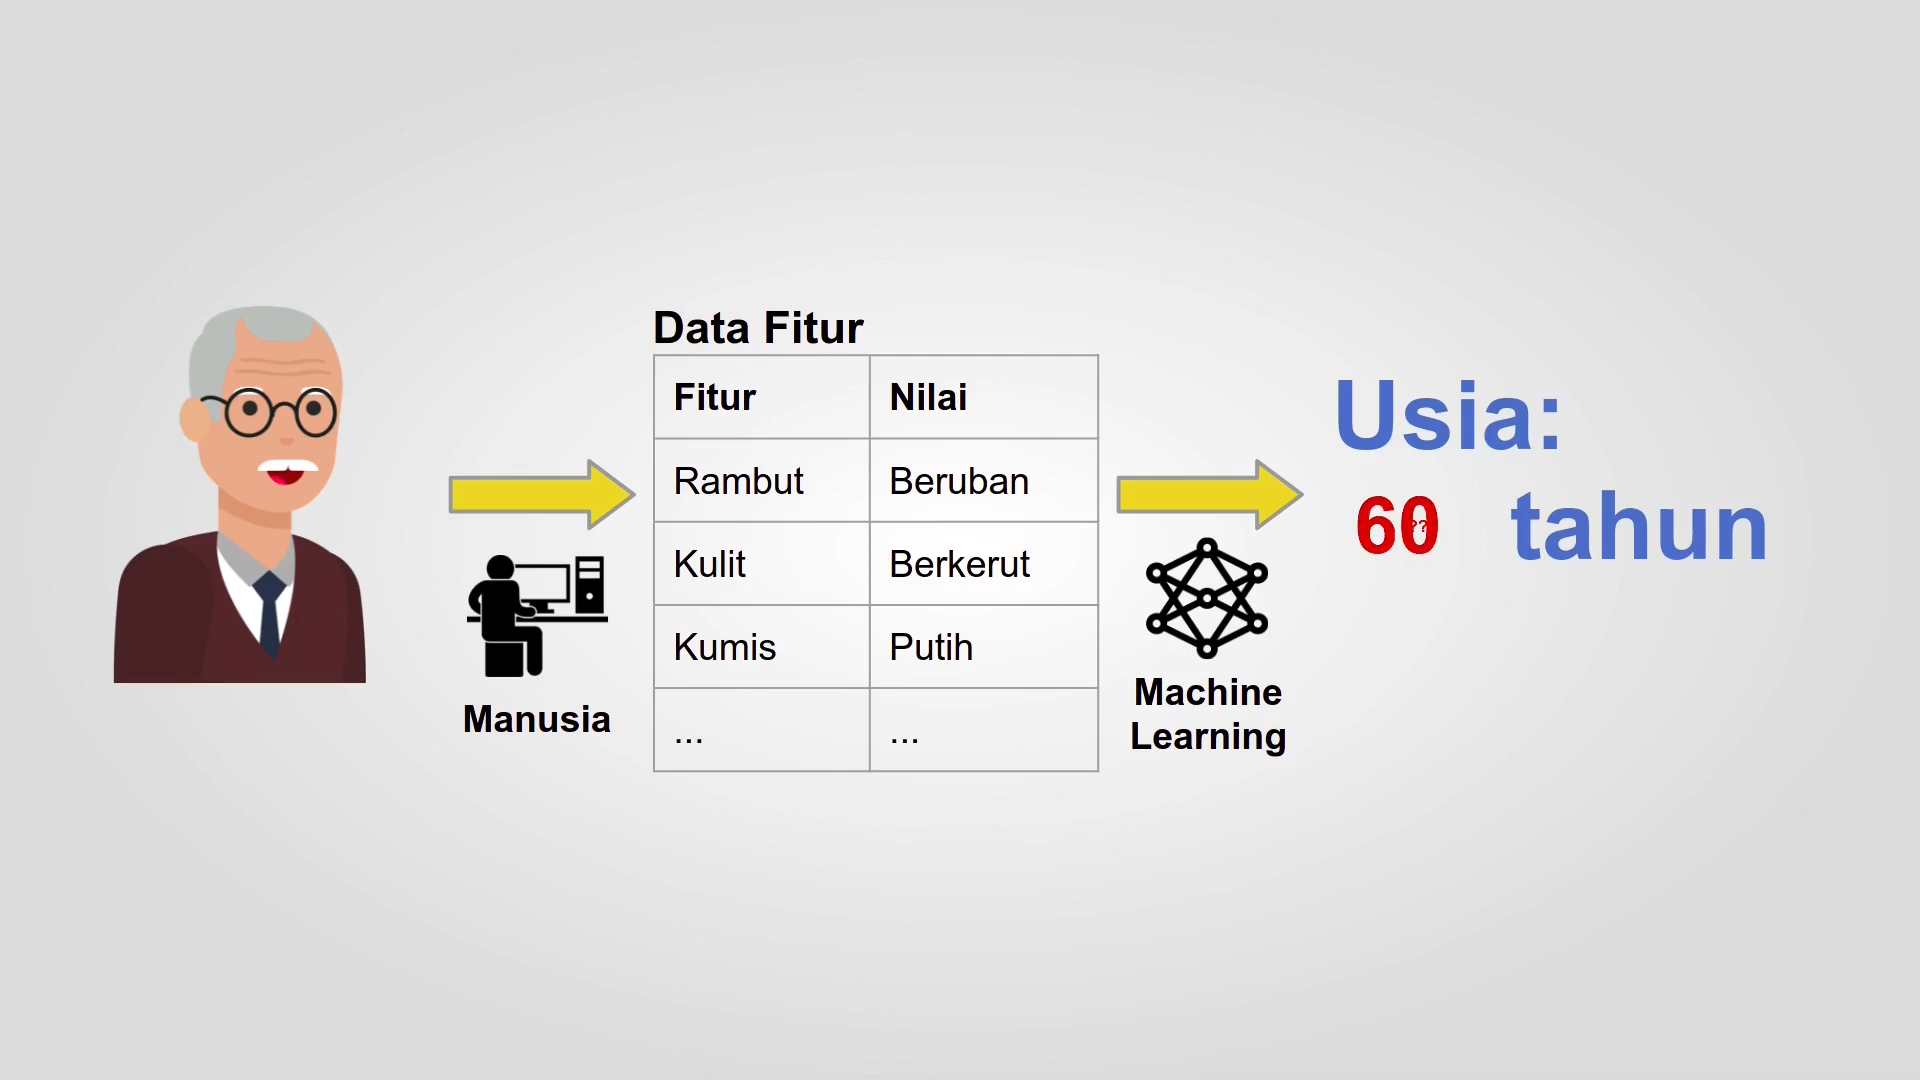 Data Fitur
Fitur Nilai
Rambut Beruban
Kulit Berkerut
Kumis Putih
... ...
Manusia
Machine
Learning
Usia:
60 ?? tahun